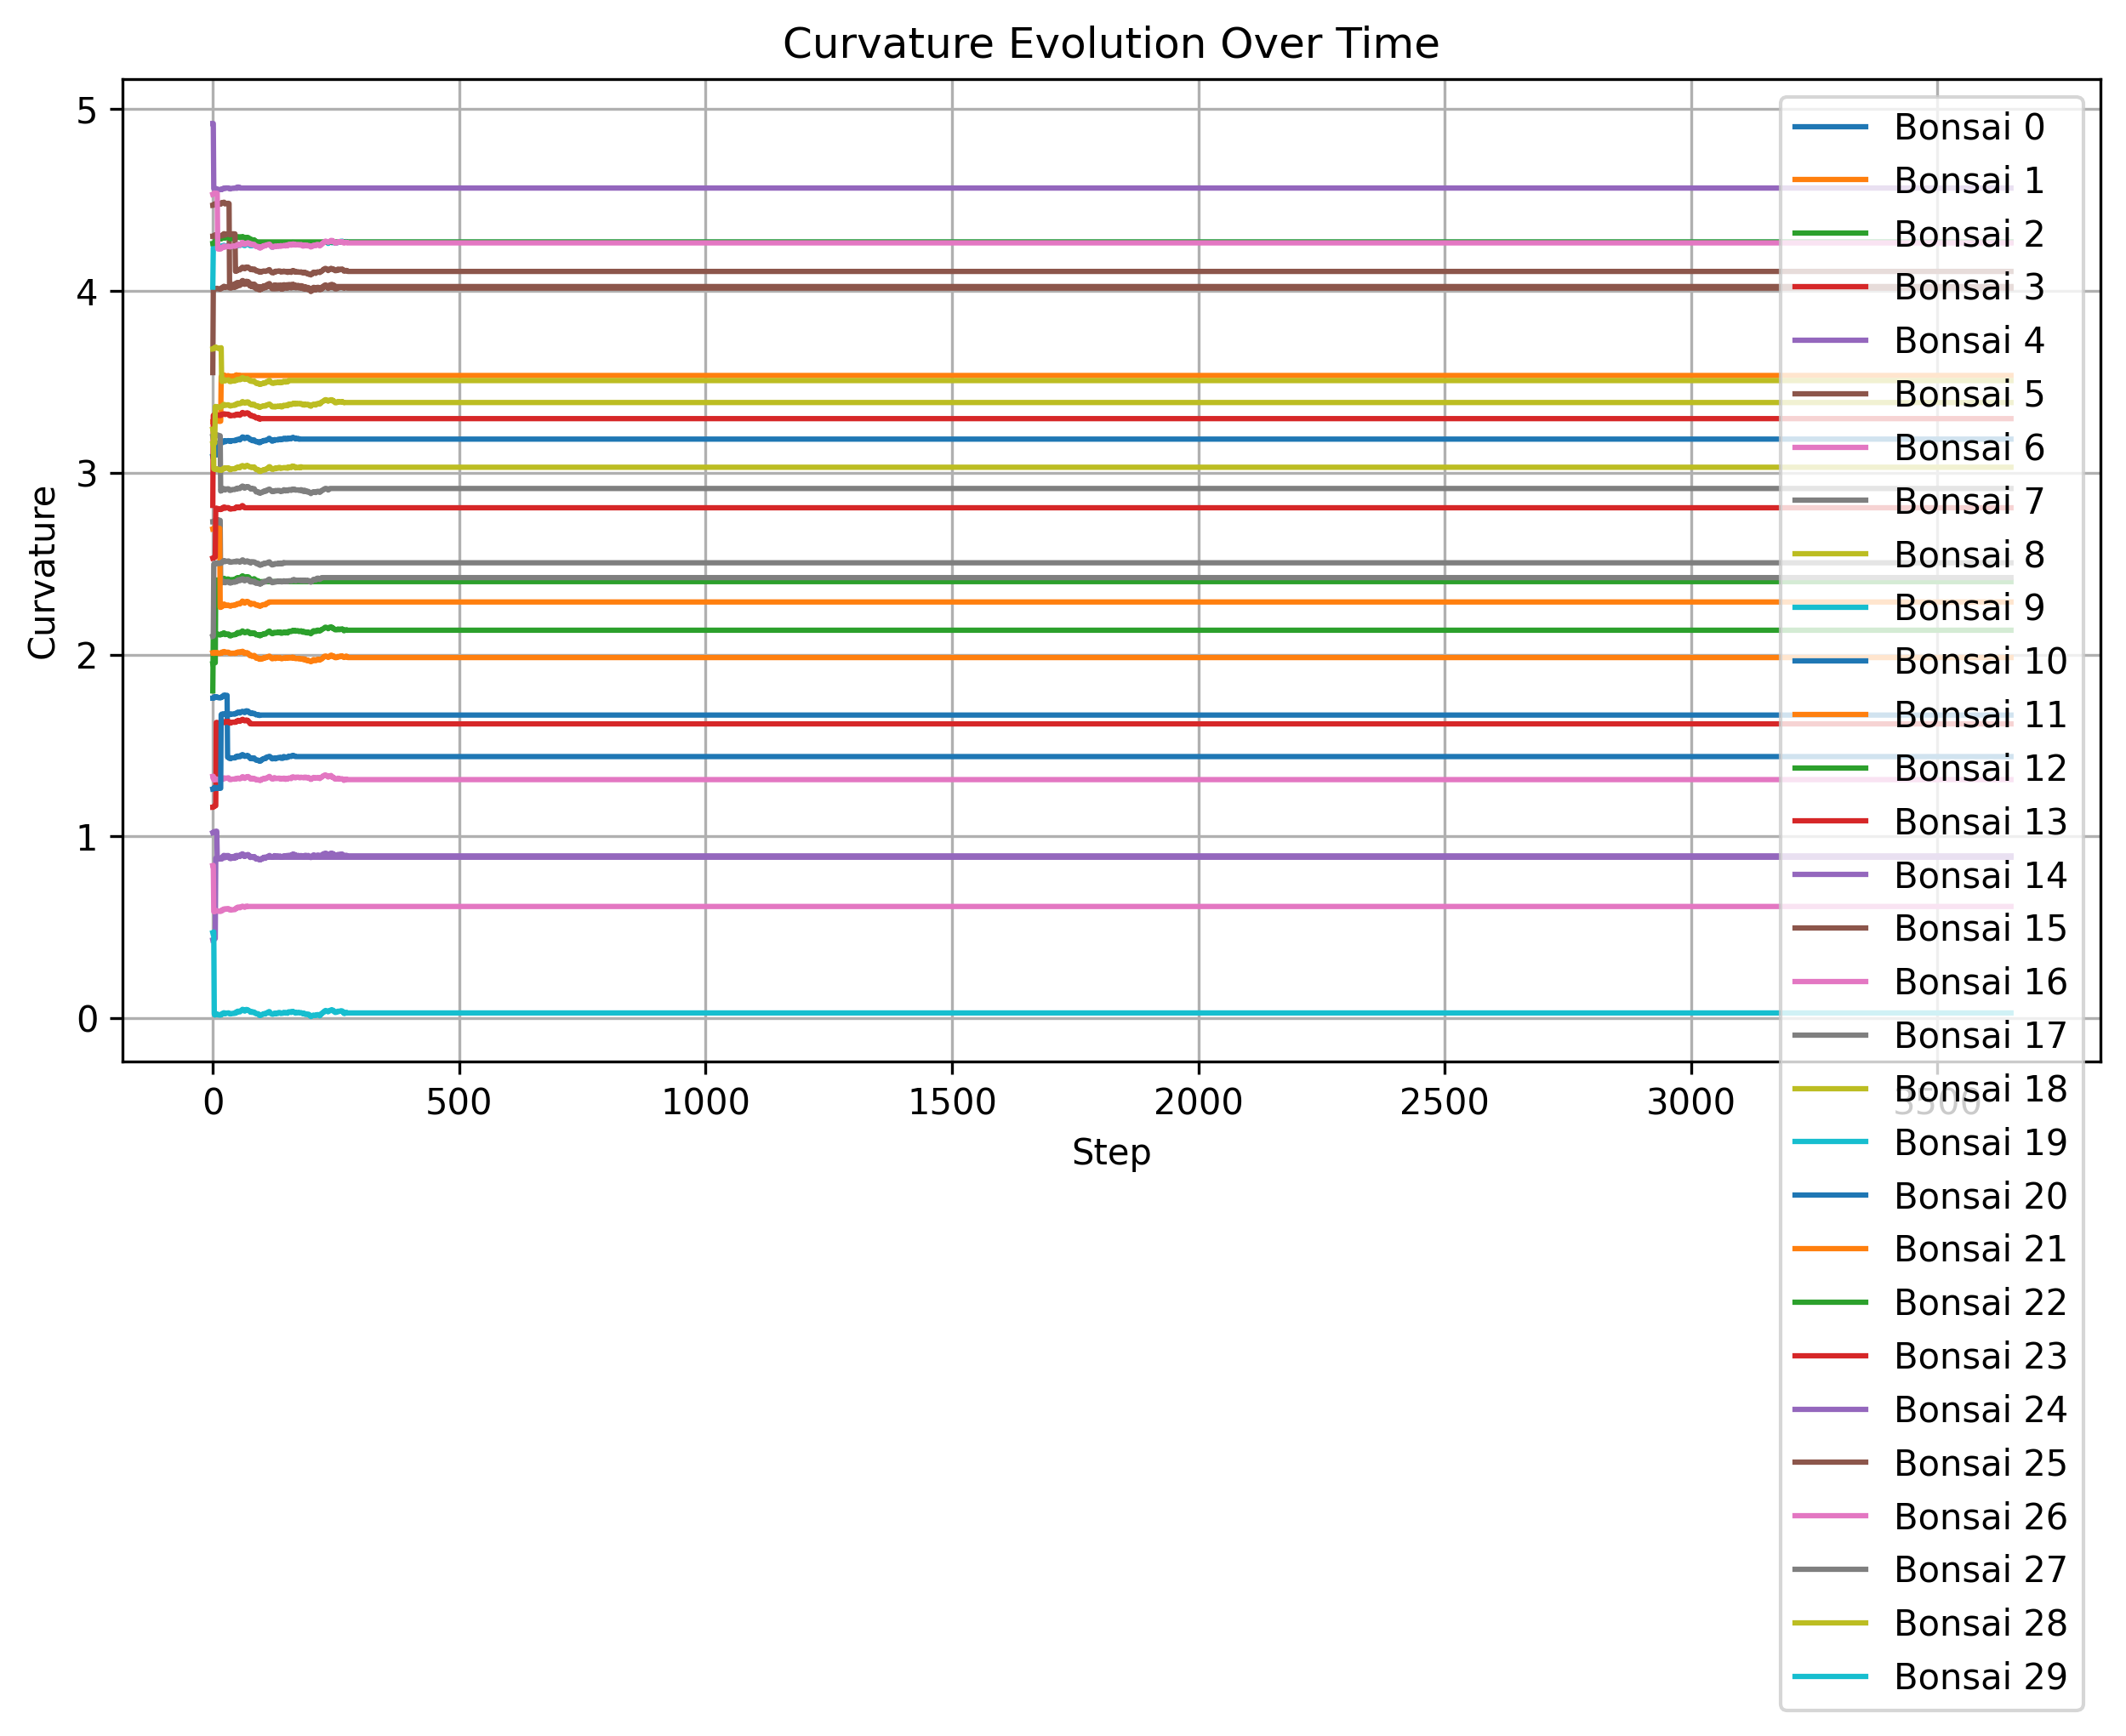 Curvature Evolution Over Time
5
4
3
2
1
0
Curvature
0
500
1000
1500
2000
2500
3000
3500
Step
Bonsai 0
Bonsai 1
Bonsai 2
Bonsai 3
Bonsai 4
Bonsai 5
Bonsai 6
Bonsai 7
Bonsai 8
Bonsai 9
Bonsai 10
Bonsai 11
Bonsai 12
Bonsai 13
Bonsai 14
Bonsai 15
Bonsai 16
Bonsai 17
Bonsai 18
Bonsai 19
Bonsai 20
Bonsai 21
Bonsai 22
Bonsai 23
Bonsai 24
Bonsai 25
Bonsai 26
Bonsai 27
Bonsai 28
Bonsai 29